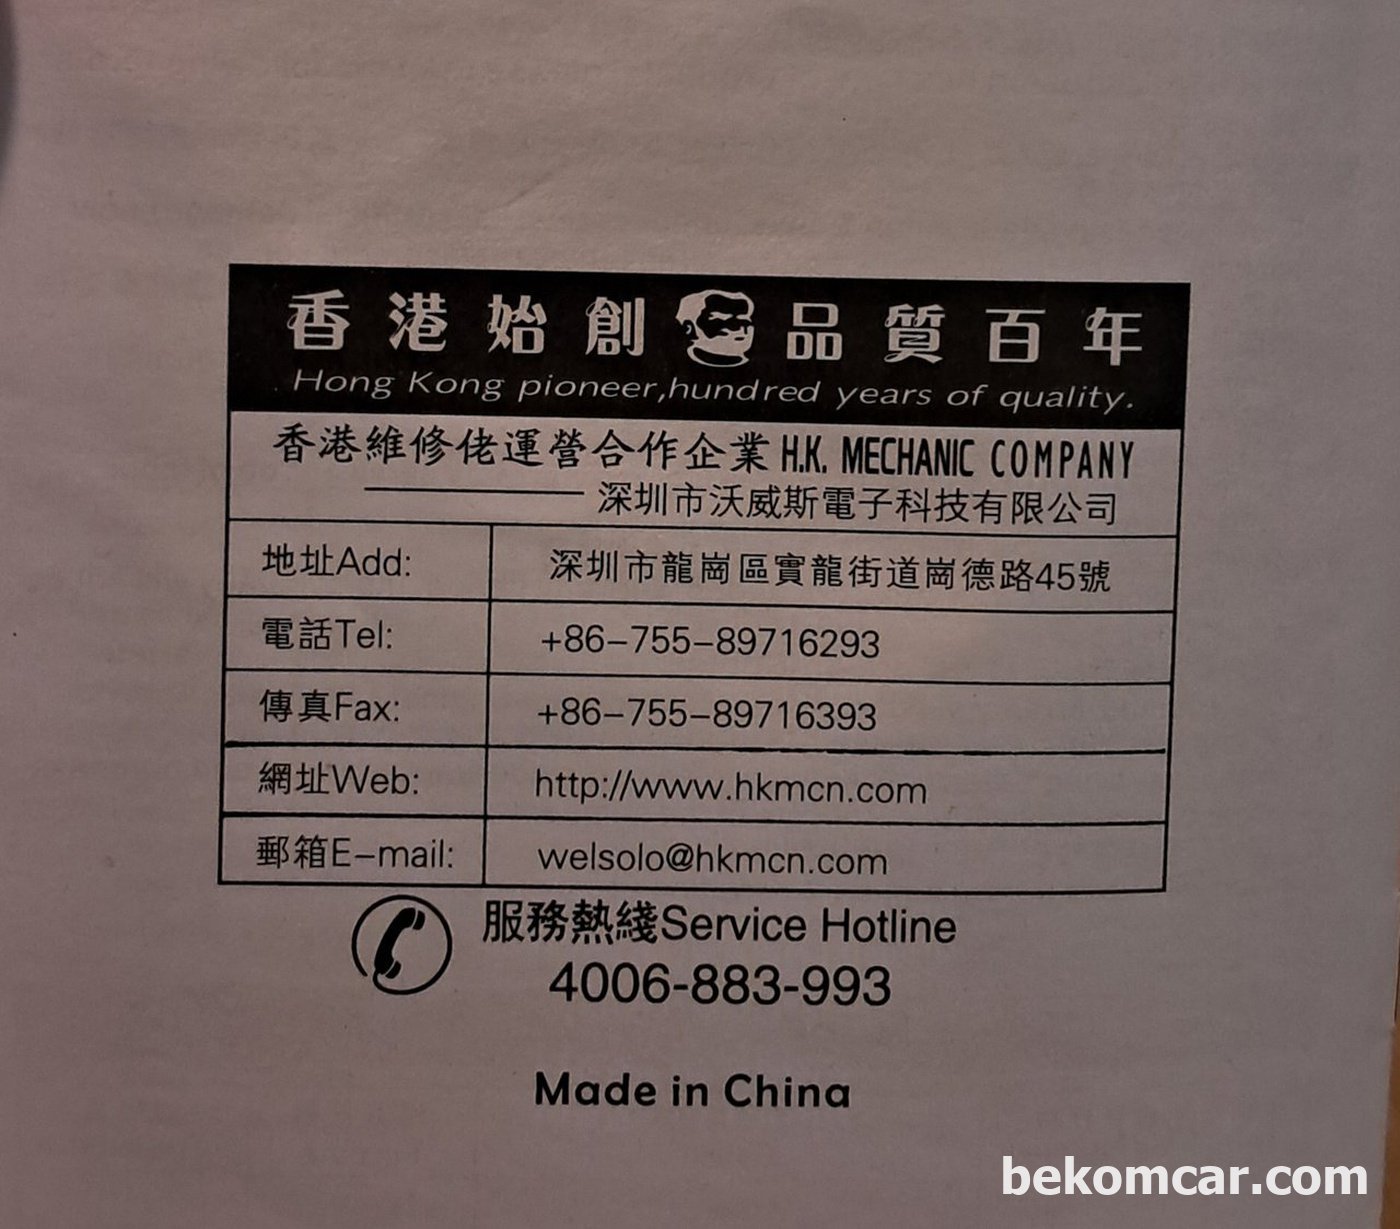 香港始創 品質百年
Hong Kong pioneer,hundred years of quality.
香港維修佬運營合作企業 H.K. MECHANIC COMPANY
深圳市沃威斯電子科技有限公司
地址Add: 深圳市龍崗區寶龍街道崗德路45號
電話Tel: +86-755-89716293
傳真Fax: +86-755-89716393
網址Web: http://www.hkmcn.com
郵箱E-mail: welsolo@hkmcn.com
服務熱綫Service Hotline
4006-883-993
Made in China
bekomcar.com